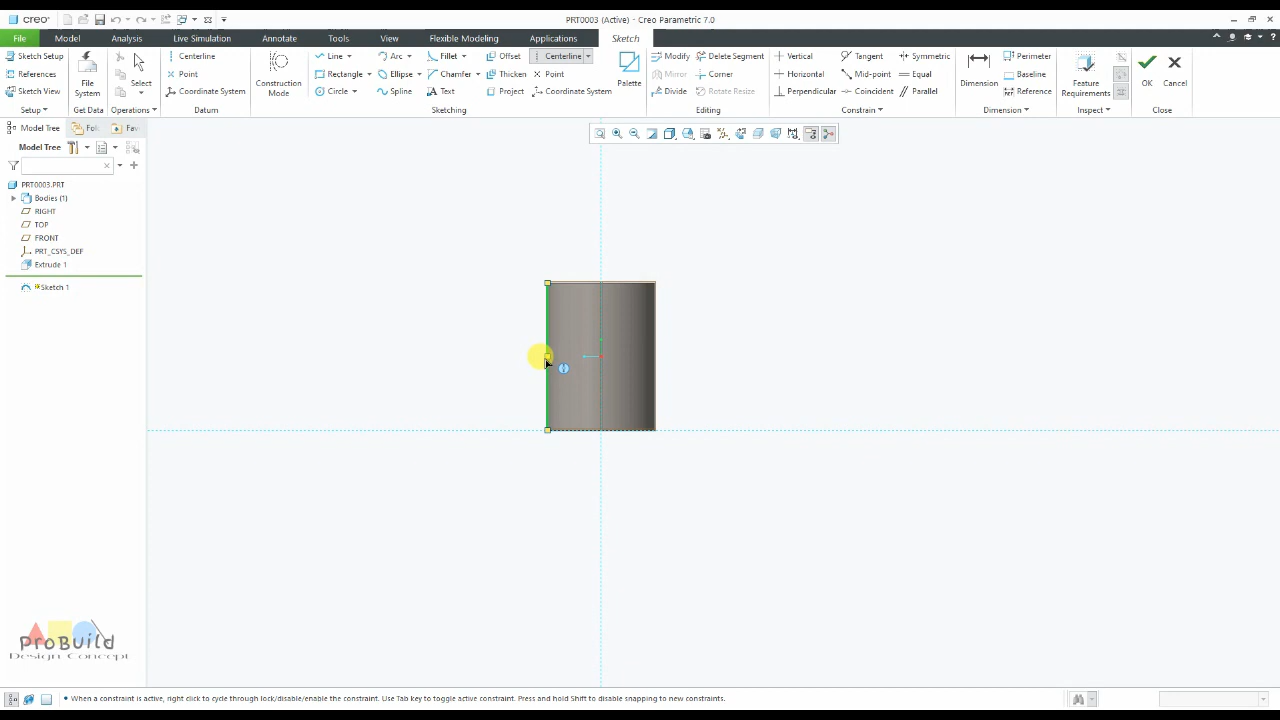 creo
PRT0003 (Active) - Creo Parametric 7.0
File Model Analysis Live Simulation Annotate Tools View Flexible Modeling Applications Sketch
Sketch Setup
References
Sketch View
Setup
File System
Get Data
Select
Operations
Centerline
Point
Coordinate System
Datum
Construction Mode
Line Arc Fillet Offset Centerline
Rectangle Ellipse Chamfer Thicken Point
Circle Spline Text Project Coordinate System
Palette
Sketching
Modify Delete Segment
Mirror Corner
Divide Rotate Resize
Editing
Vertical Tangent Symmetric
Horizontal Mid-point Equal
Perpendicular Coincident Parallel
Constrain
Dimension
Perimeter
Baseline
Reference
Dimension
Feature Requirements
Inspect
OK
Cancel
Close
Model Tree
Fav
Model Tree
PRT0003.PRT
Bodies (1)
RIGHT
TOP
FRONT
PRT_CSYS_DEF
Extrude 1
Sketch 1
ProBuild
Design Concept
When a constraint is active, right click to cycle through lock/disable/enable the constraint. Use Tab key to toggle active constraint. Press and hold Shift to disable snapping to new constraints.